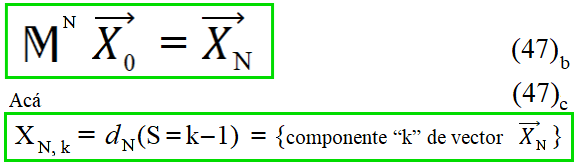 𝕄^N X⃗_0 = X⃗_N
(47)_b
(47)_c
Acá
X_{N, k} = d_N(S=k−1) = {componente “k” de vector X⃗_N}